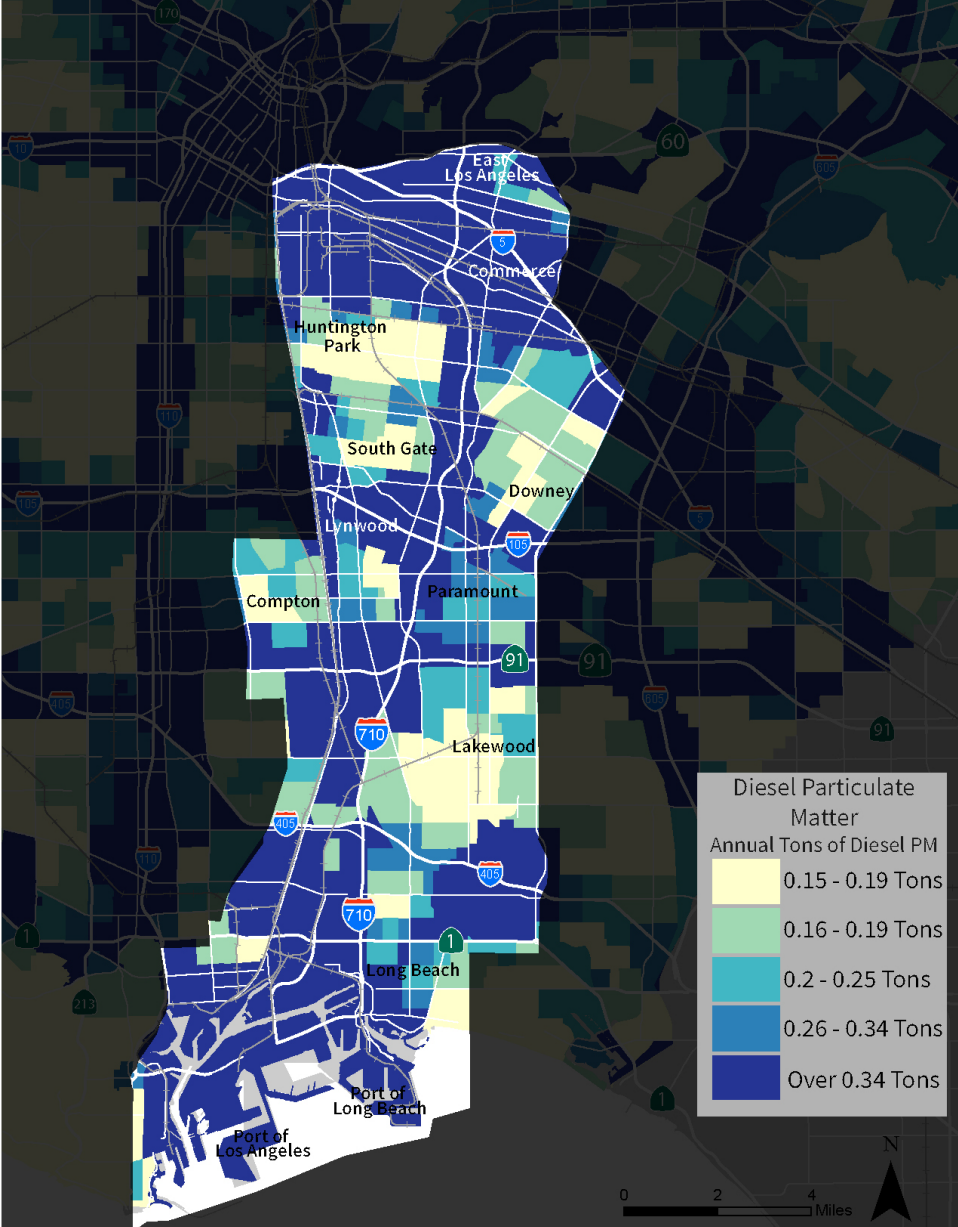 170
10
60
605
East
Los Angeles
5
Commerce
Huntington
Park
110
South Gate
Downey
105
5
Lynwood
105
Compton
Paramount
91
91
605
405
91
710
Lakewood
405
110
405
710
1
1
Long Beach
213
1
Port of
Long Beach
Port of
Los Angeles
Diesel Particulate
Matter
Annual Tons of Diesel PM
0.15 - 0.19 Tons
0.16 - 0.19 Tons
0.2 - 0.25 Tons
0.26 - 0.34 Tons
Over 0.34 Tons
N
0 2 4
Miles